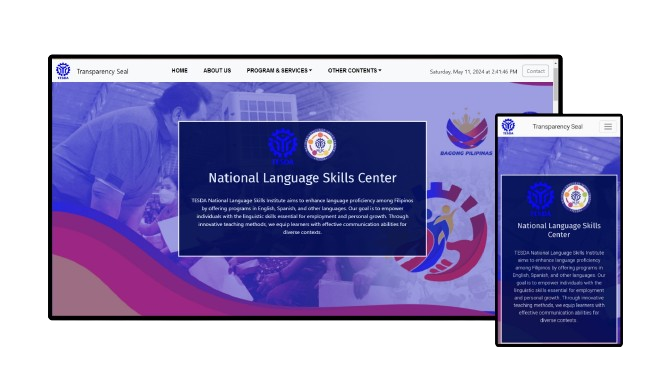 TESDA
Transparency Seal
HOME
ABOUT US
PROGRAM & SERVICES
OTHER CONTENTS
Saturday, May 11, 2024 at 2:41:46 PM
Contact
BAGONG PILIPINAS
TESDA
National Language Skills Center
TESDA National Language Skills Institute aims to enhance language proficiency among Filipinos
by offering programs in English, Spanish, and other languages. Our goal is to empower
individuals with the linguistic skills essential for employment and personal growth. Through
innovative teaching methods, we equip learners with effective communication abilities for
diverse contexts.
TESDA
Transparency Seal
TESDA
National Language Skills
Center
TESDA National Language Skills Institute
aims to enhance language proficiency
among Filipinos by offering programs in
English, Spanish, and other languages. Our
goal is to empower individuals with the
linguistic skills essential for employment
and personal growth. Through innovative
teaching methods, we equip learners with
effective communication abilities for
diverse contexts.